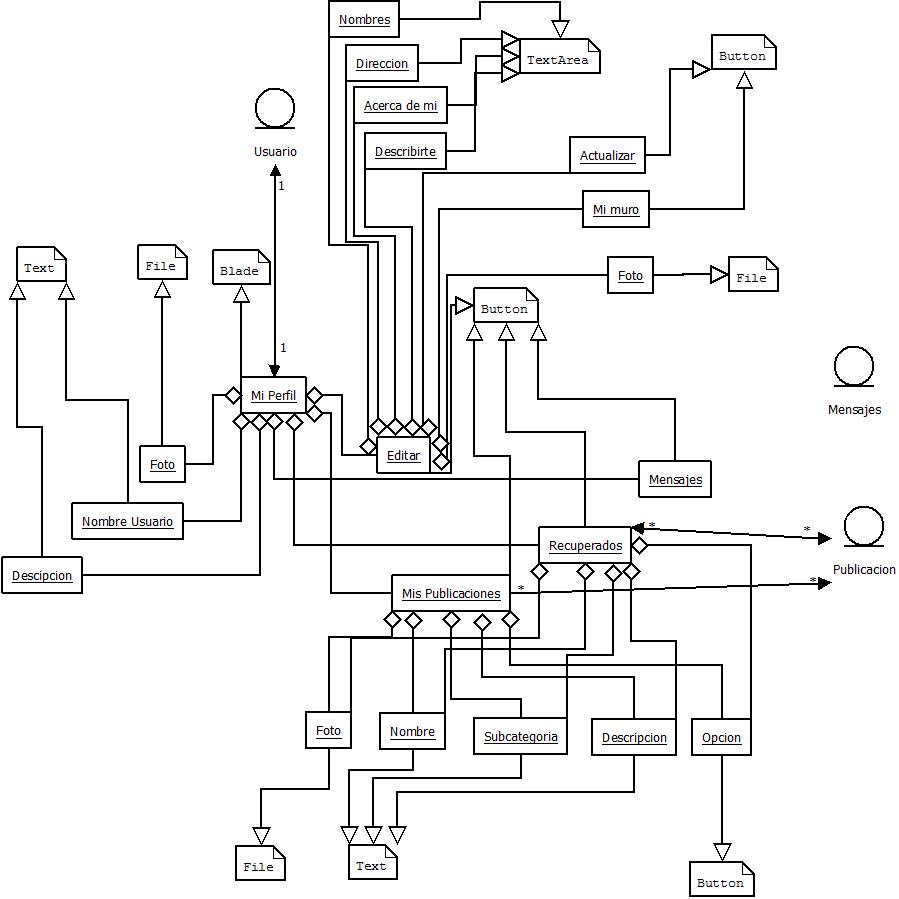 Nombres
TextArea
Button
Direccion
Acerca de mi
Describirte
Actualizar
Usuario
1
Mi muro
Text
File
Blade
Foto
File
Button
1
Mi Perfil
Mensajes
Editar
Foto
Mensajes
Nombre Usuario
*
*
Recuperados
Publicacion
Descipcion
*
*
Mis Publicaciones
Foto
Nombre
Subcategoria
Descripcion
Opcion
File
Text
Button